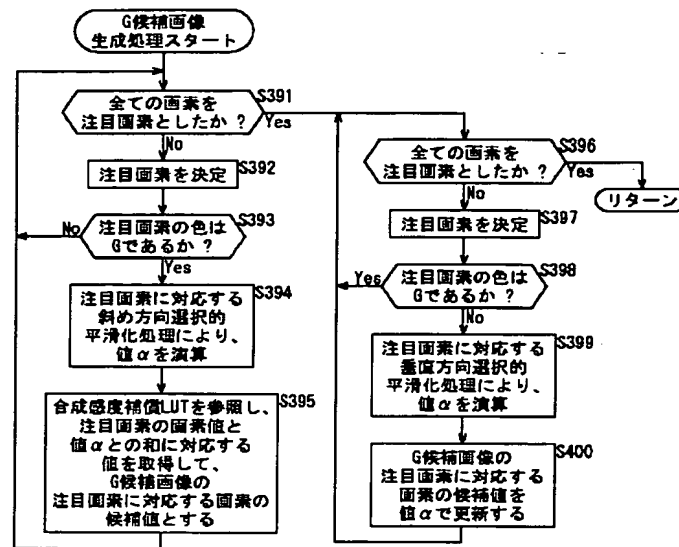 G候補画像
生成処理スタート
S391
全ての画素を
注目画素としたか ?
Yes
No
S392
注目画素を決定
S393
注目画素の色は
Gであるか ?
No
Yes
S394
注目画素に対応する
斜め方向選択的
平滑化処理により、
値αを演算
S395
合成感度補償LUTを参照し、
注目画素の画素値と
値αとの和に対応する
値を取得して、
G候補画像の
注目画素に対応する画素の
候補値とする
S396
全ての画素を
注目画素としたか ?
Yes
リターン
No
S397
注目画素を決定
S398
注目画素の色は
Gであるか ?
Yes
No
S399
注目画素に対応する
垂直方向選択的
平滑化処理により、
値αを演算
S400
G候補画像の
注目画素に対応する
画素の候補値を
値αで更新する